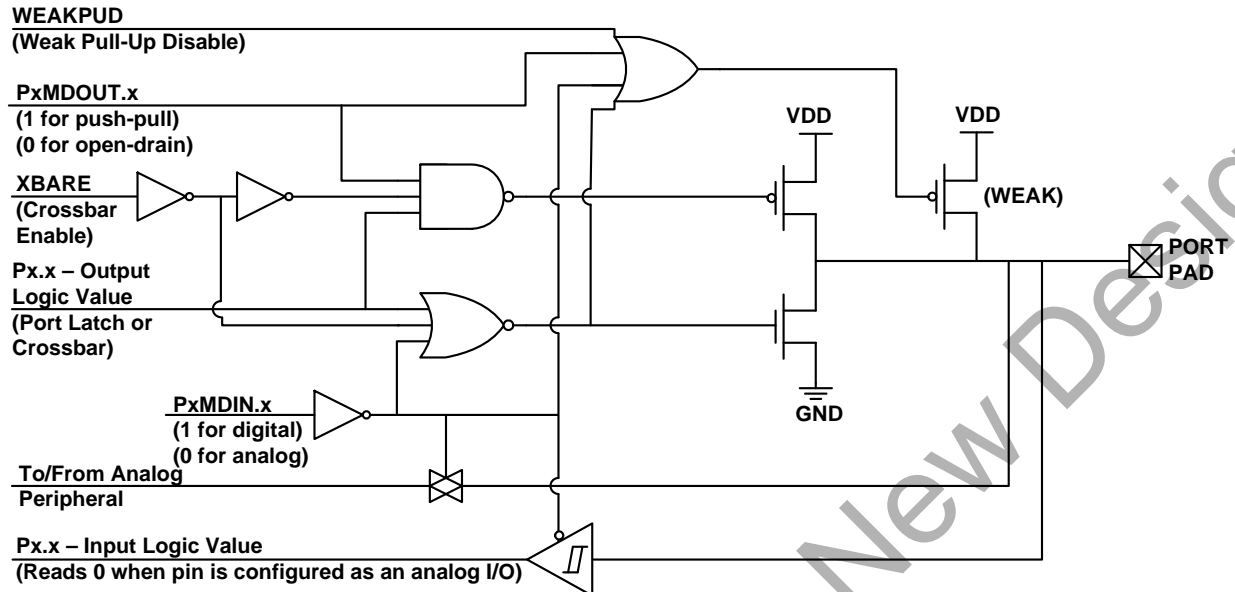 WEAKPUD
(Weak Pull-Up Disable)
PxMDOUT.x
(1 for push-pull)
(0 for open-drain)
XBARE
(Crossbar
Enable)
Px.x – Output
Logic Value
(Port Latch or
Crossbar)
PxMDIN.x
(1 for digital)
(0 for analog)
To/From Analog
Peripheral
Px.x – Input Logic Value
(Reads 0 when pin is configured as an analog I/O)
VDD
VDD
(WEAK)
PORT
PAD
GND
New